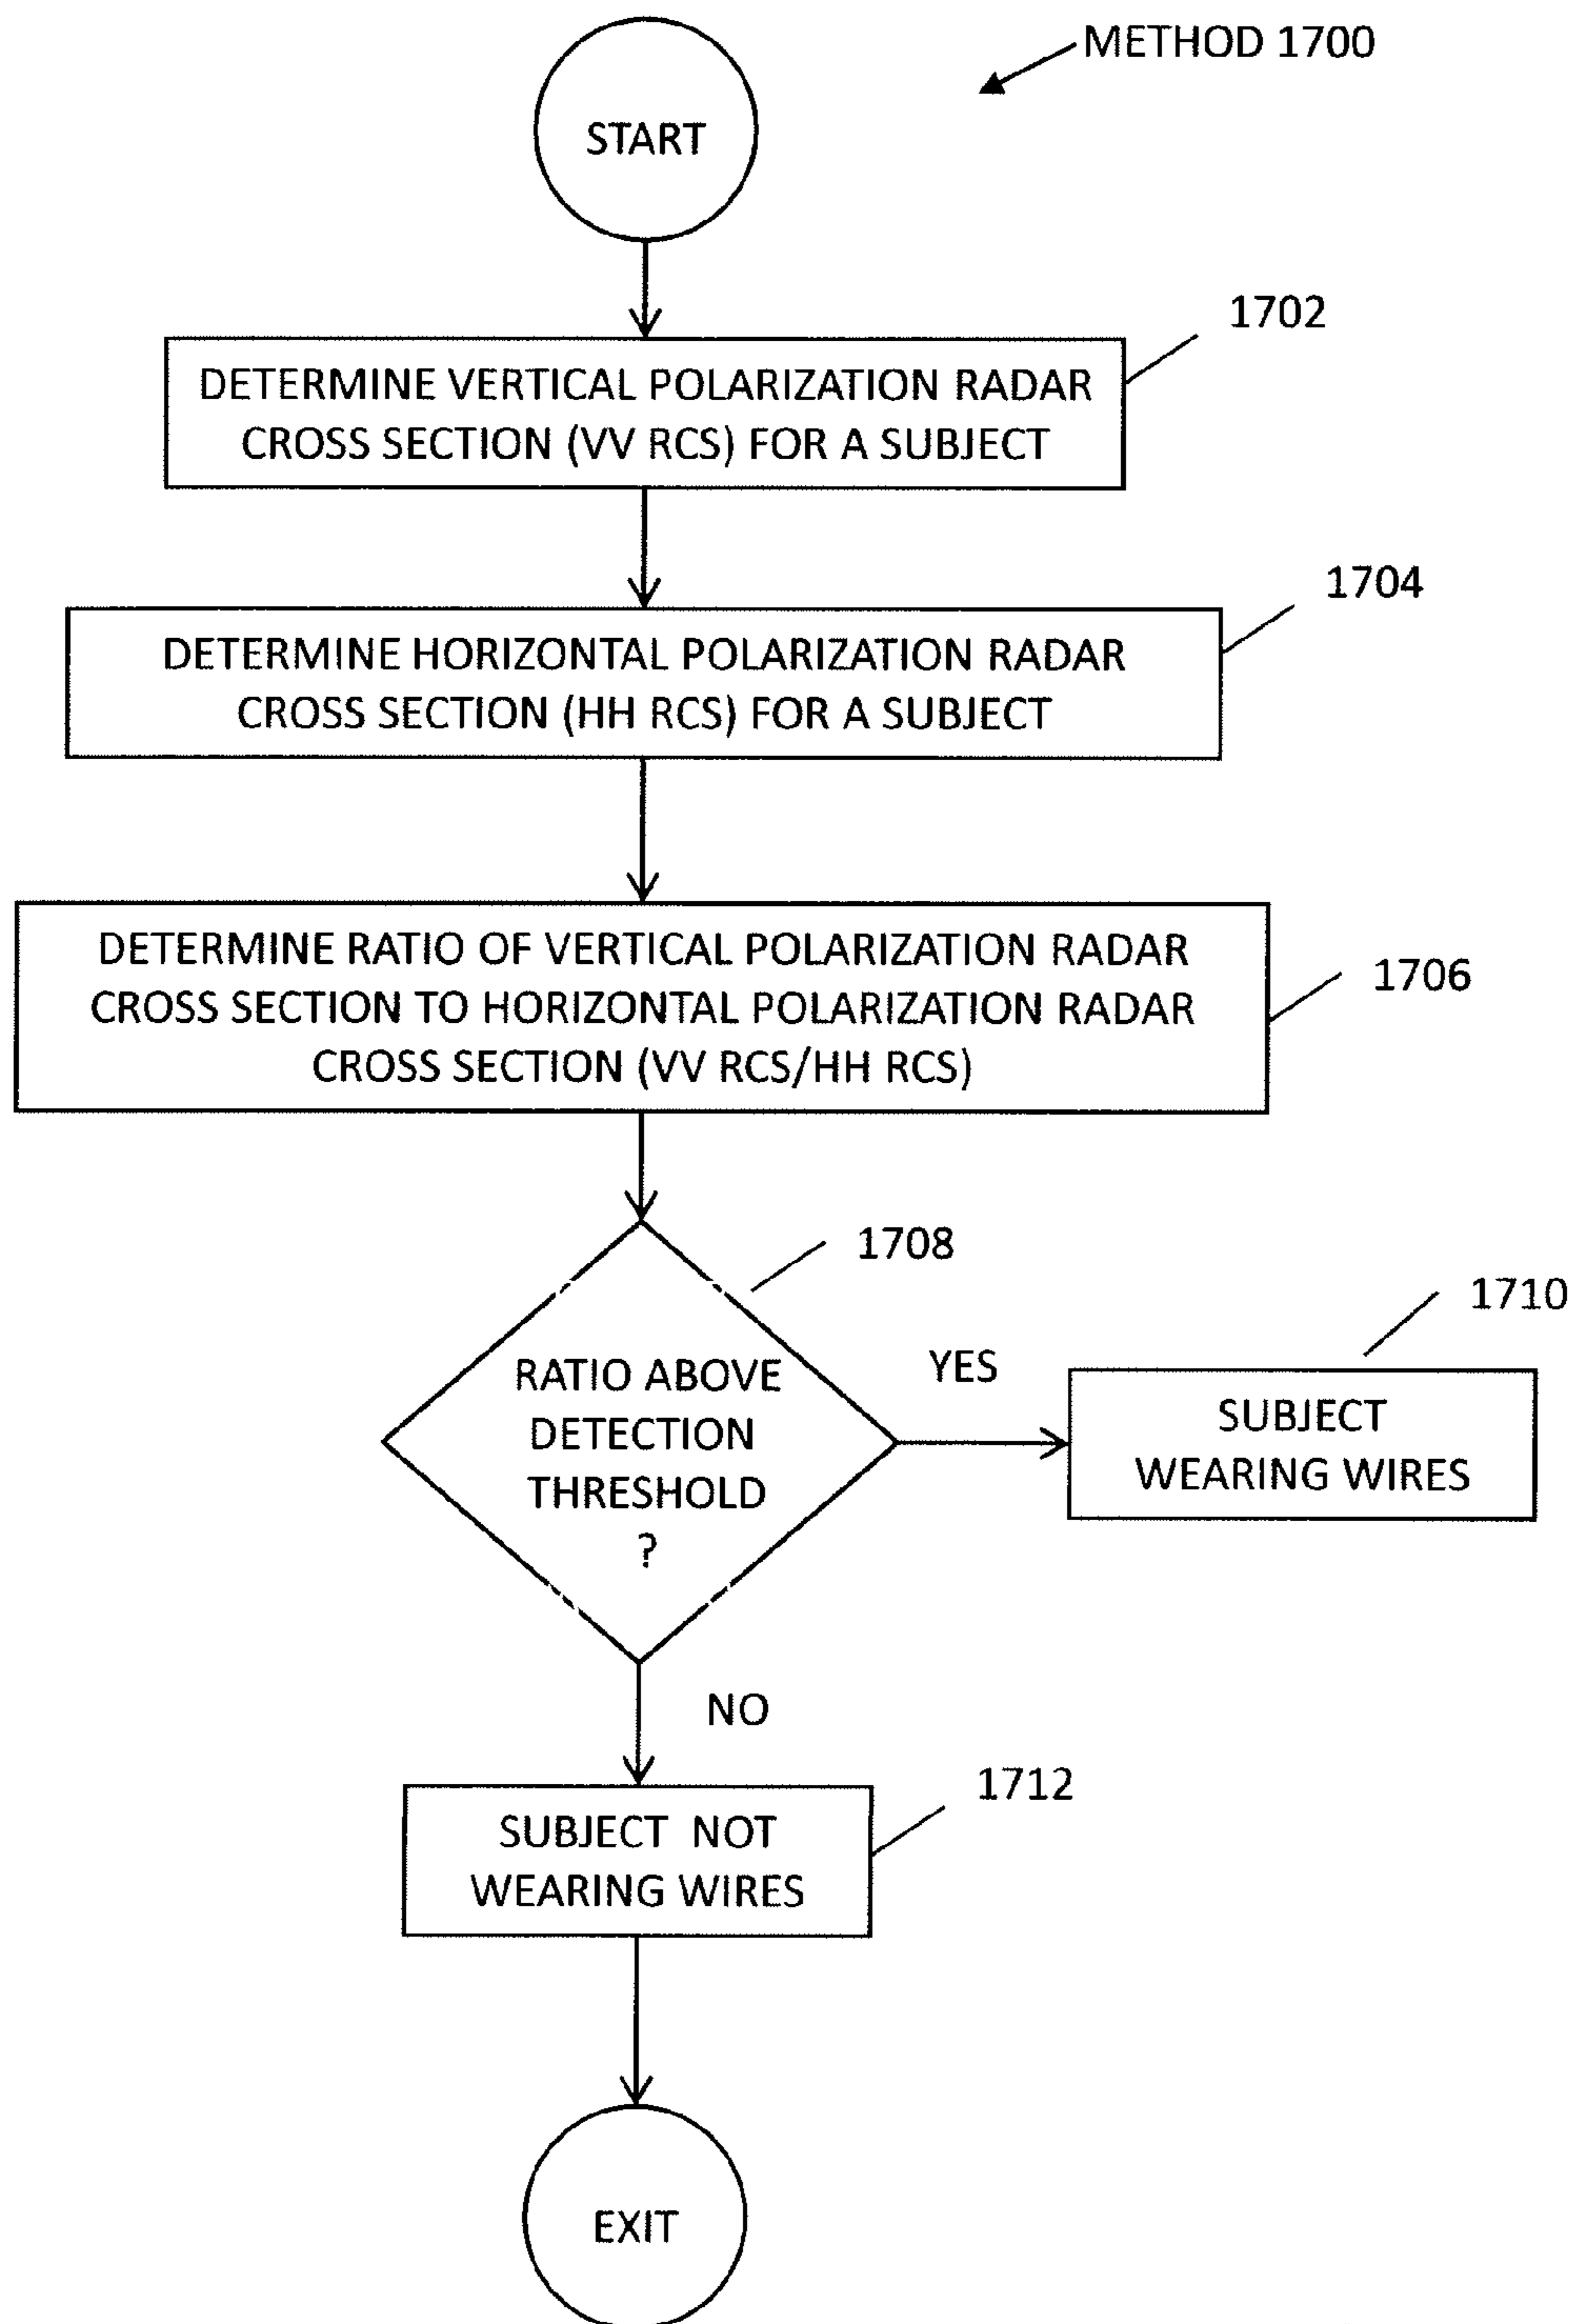 METHOD 1700
START
1702
DETERMINE VERTICAL POLARIZATION RADAR
CROSS SECTION (VV RCS) FOR A SUBJECT
1704
DETERMINE HORIZONTAL POLARIZATION RADAR
CROSS SECTION (HH RCS) FOR A SUBJECT
1706
DETERMINE RATIO OF VERTICAL POLARIZATION RADAR
CROSS SECTION TO HORIZONTAL POLARIZATION RADAR
CROSS SECTION (VV RCS/HH RCS)
1708
RATIO ABOVE
DETECTION
THRESHOLD
?
YES
1710
SUBJECT
WEARING WIRES
NO
1712
SUBJECT NOT
WEARING WIRES
EXIT